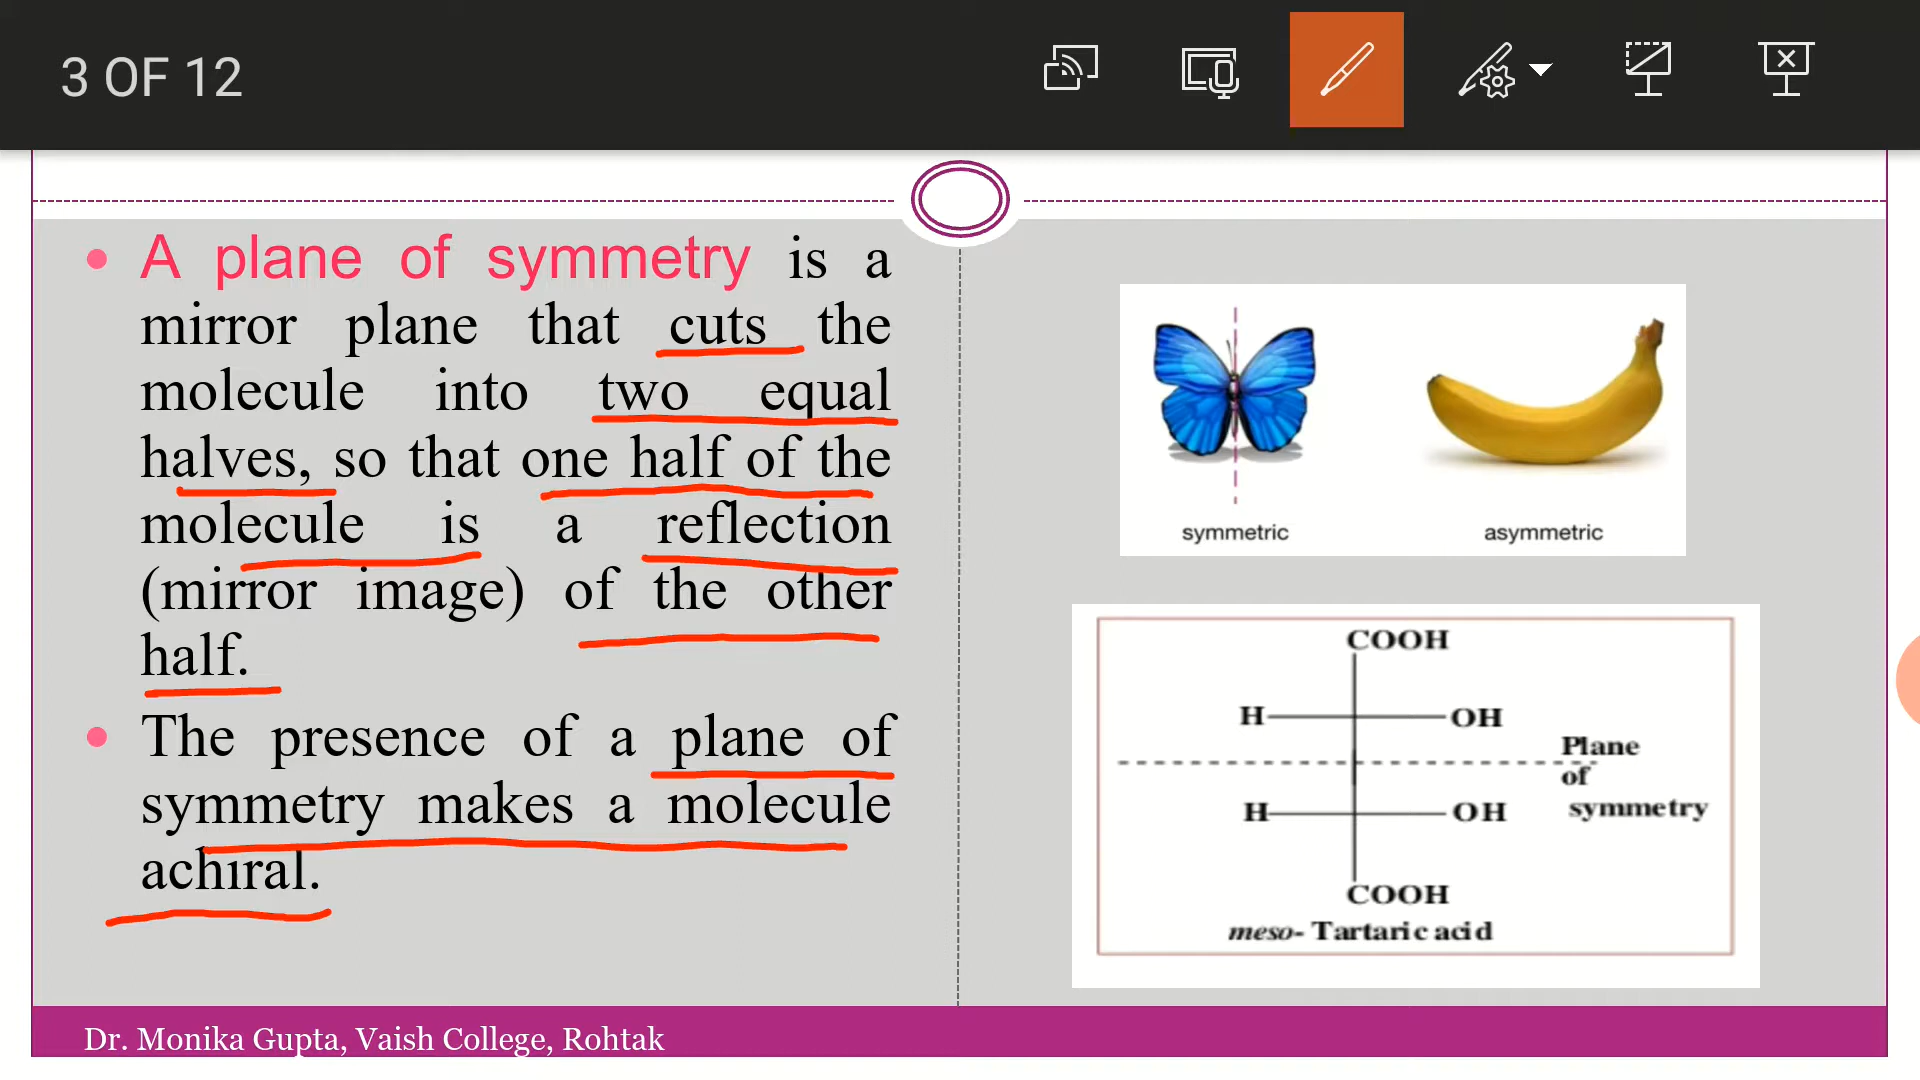 3 OF 12
A plane of symmetry is a
mirror plane that cuts the
molecule into two equal
halves, so that one half of the
molecule is a reflection
(mirror image) of the other
half.
The presence of a plane of
symmetry makes a molecule
achiral.
symmetric asymmetric
COOH
H OH
Plane
of
symmetry
H OH
COOH
meso- Tartaric acid
Dr. Monika Gupta, Vaish College, Rohtak